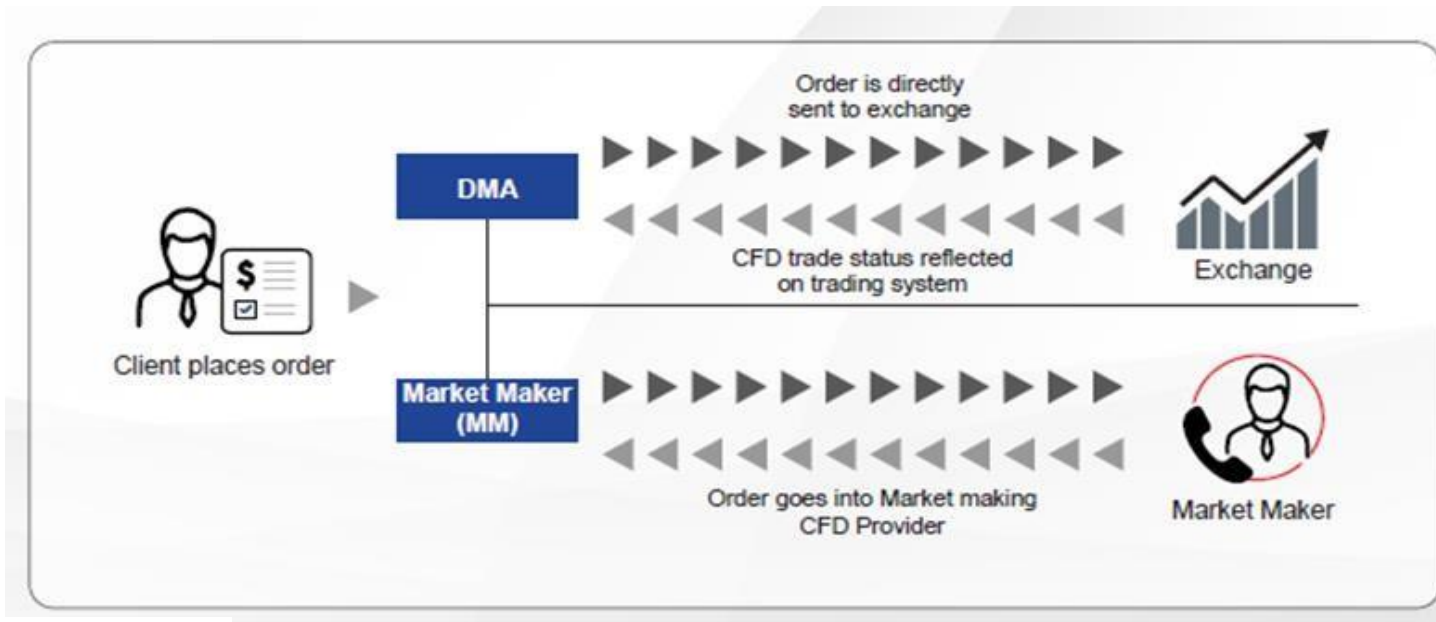 Order is directly
sent to exchange
DMA
CFD trade status reflected
on trading system
Exchange
$
Client places order
Market Maker
(MM)
Order goes into Market making
CFD Provider
Market Maker